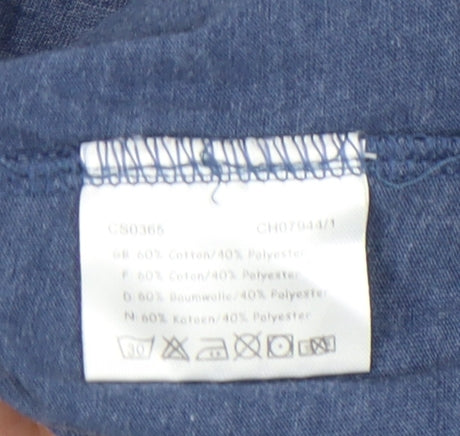 CS0365 CH07944/1
GB 60% Cotton/40% Polyester
F: 60% Coton/40% Polyester
D: 60% Baumwolle/40% Polyester
N: 60% Katoen/40% Polyester
30